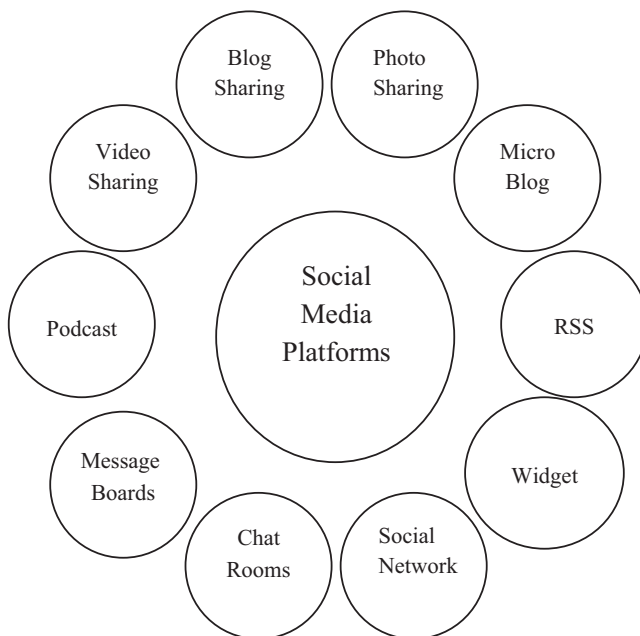 Blog
Sharing
Photo
Sharing
Video
Sharing
Micro
Blog
Social
Media
Platforms
Podcast
RSS
Message
Boards
Widget
Chat
Rooms
Social
Network